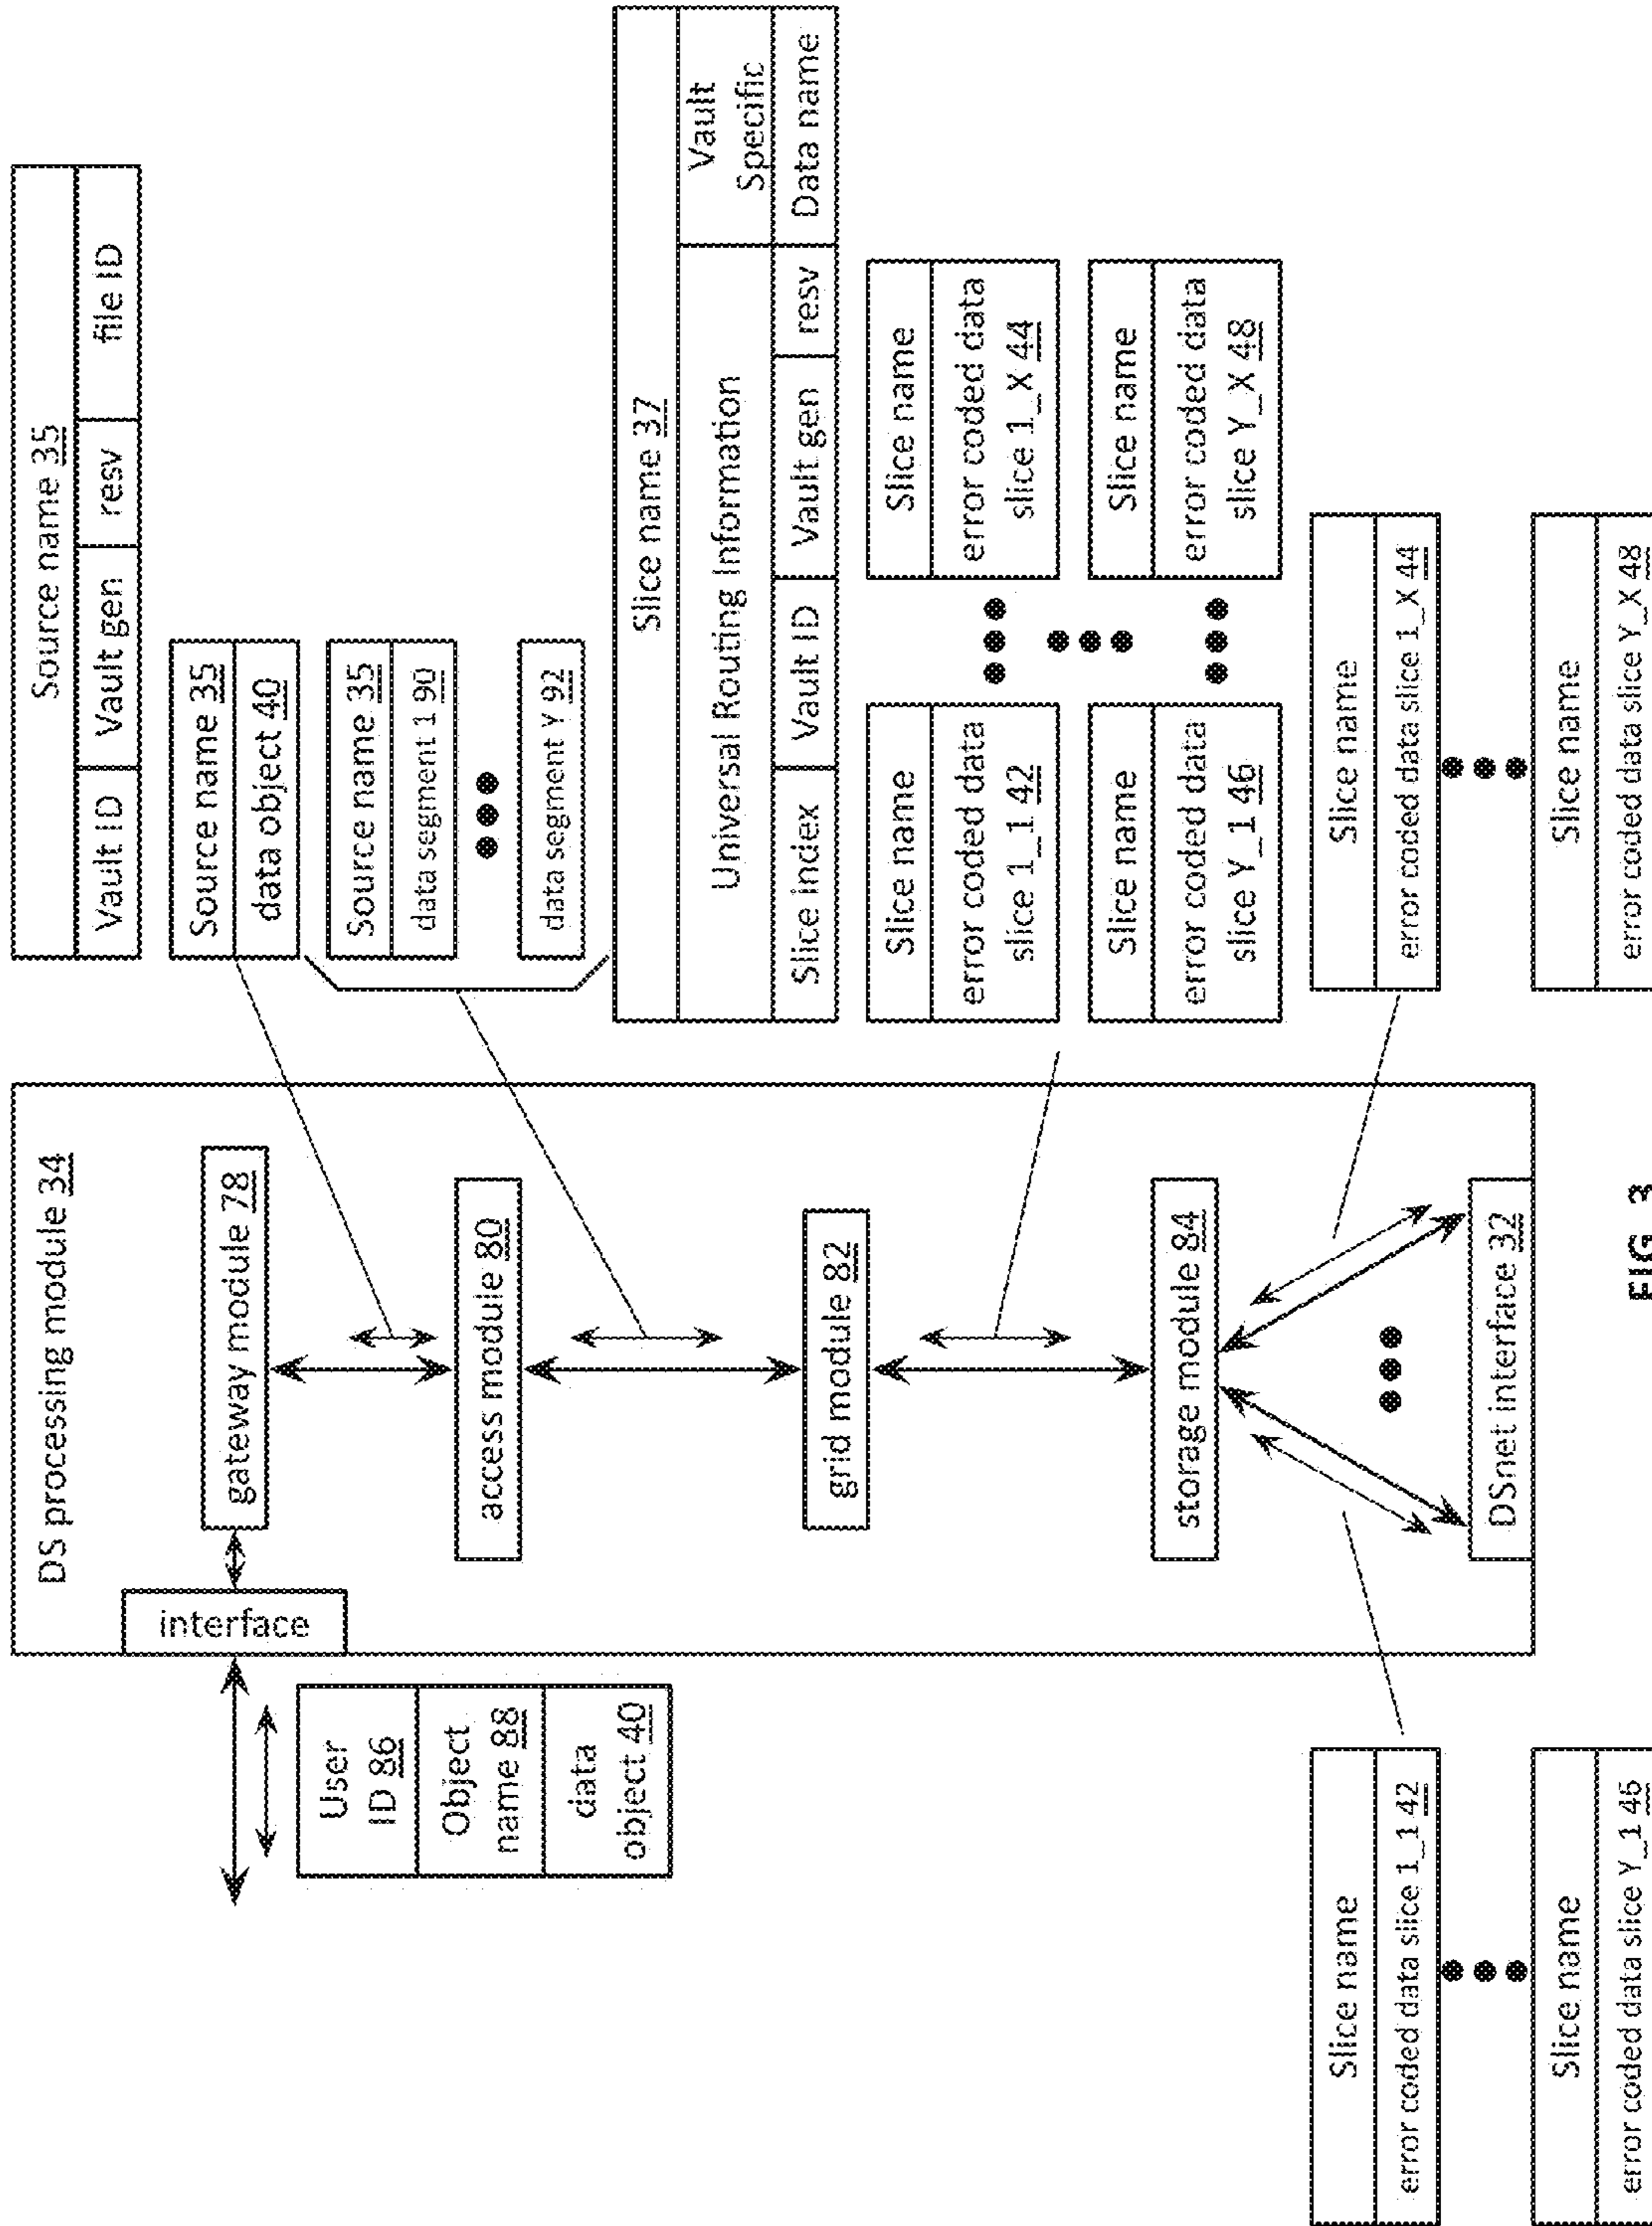 DS processing module 34
interface
gateway module 78
access module 80
grid module 82
storage module 84
DSnet interface 32
User
ID 86
Object
name 88
data
object 40
Source name 35
Vault ID
Vault gen
resv
file ID
Source name 35
data object 40
Source name 35
data segment 1 90
data segment Y 92
Slice name 37
Universal Routing Information
Vault
Specific
Slice index
Vault ID
Vault gen
resv
Data name
Slice name
error coded data
slice 1_1 42
Slice name
error coded data
slice 1_X 44
Slice name
error coded data
slice Y_1 46
Slice name
error coded data
slice Y_X 48
Slice name
error coded data slice 1_1 42
Slice name
error coded data slice Y_1 46
Slice name
error coded data slice 1_X 44
Slice name
error coded data slice Y_X 48
FIG. 3